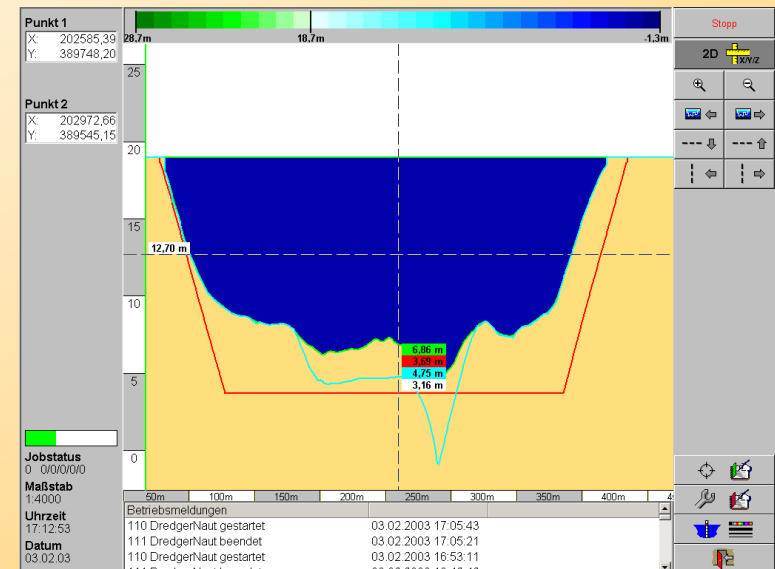 Punkt 1
X: 202585,39
Y: 389748,20
Punkt 2
X: 202972,66
Y: 389545,15
28,7m 18,7m -1,3m
25
20
15
10
5
0
12,70 m
6,86 m
3,69 m
4,75 m
3,16 m
50m 100m 150m 200m 250m 300m 350m 400m
Jobstatus
0 0/0/0/0/0
Maßstab
1:4000
Uhrzeit
17:12:53
Datum
03.02.03
Betriebsmeldungen
110 DredgerNaut gestartet 03.02.2003 17:05:43
111 DredgerNaut beendet 03.02.2003 17:05:21
110 DredgerNaut gestartet 03.02.2003 16:53:11
Stopp
2D X/Y/Z